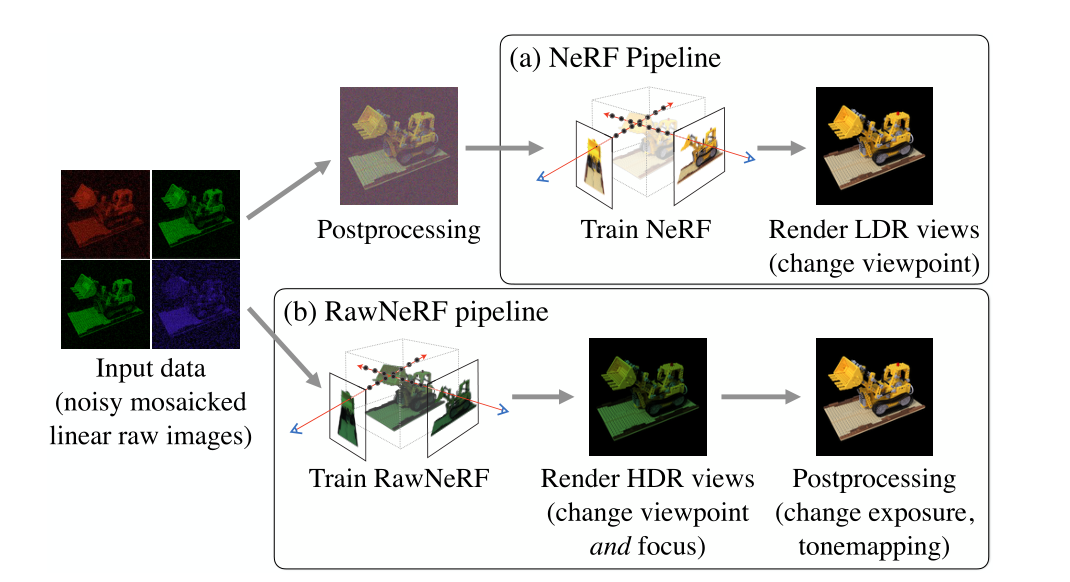 (a) NeRF Pipeline
Postprocessing
Train NeRF
Render LDR views
(change viewpoint)
Input data
(noisy mosaicked
linear raw images)
(b) RawNeRF pipeline
Train RawNeRF
Render HDR views
(change viewpoint
and focus)
Postprocessing
(change exposure,
tonemapping)